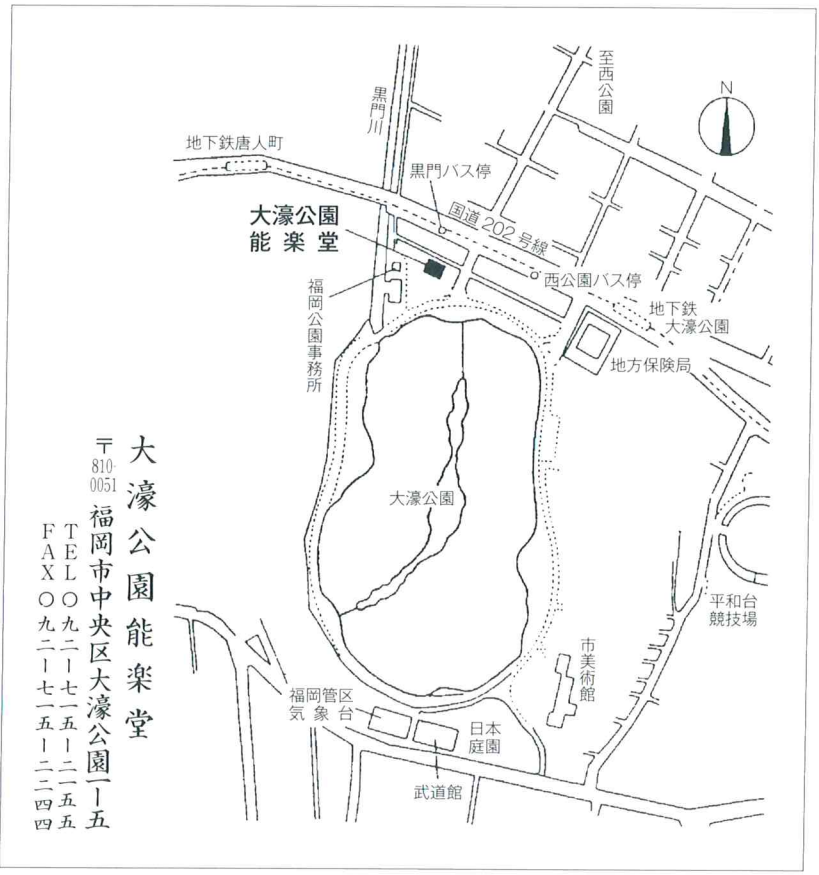 至西公園
N
黒門川
地下鉄唐人町
黒門バス停
大濠公園
能楽堂
国道202号線
西公園バス停
福岡公園事務所
地下鉄
大濠公園
地方保険局
大濠公園
平和台
競技場
市美術館
福岡管区
気象台
日本
庭園
武道館
大濠公園能楽堂
〒810-0051 福岡市中央区大濠公園一ー五
TEL〇九二ー七一五ー二一五五
FAX〇九二ー七一五ー二二四四